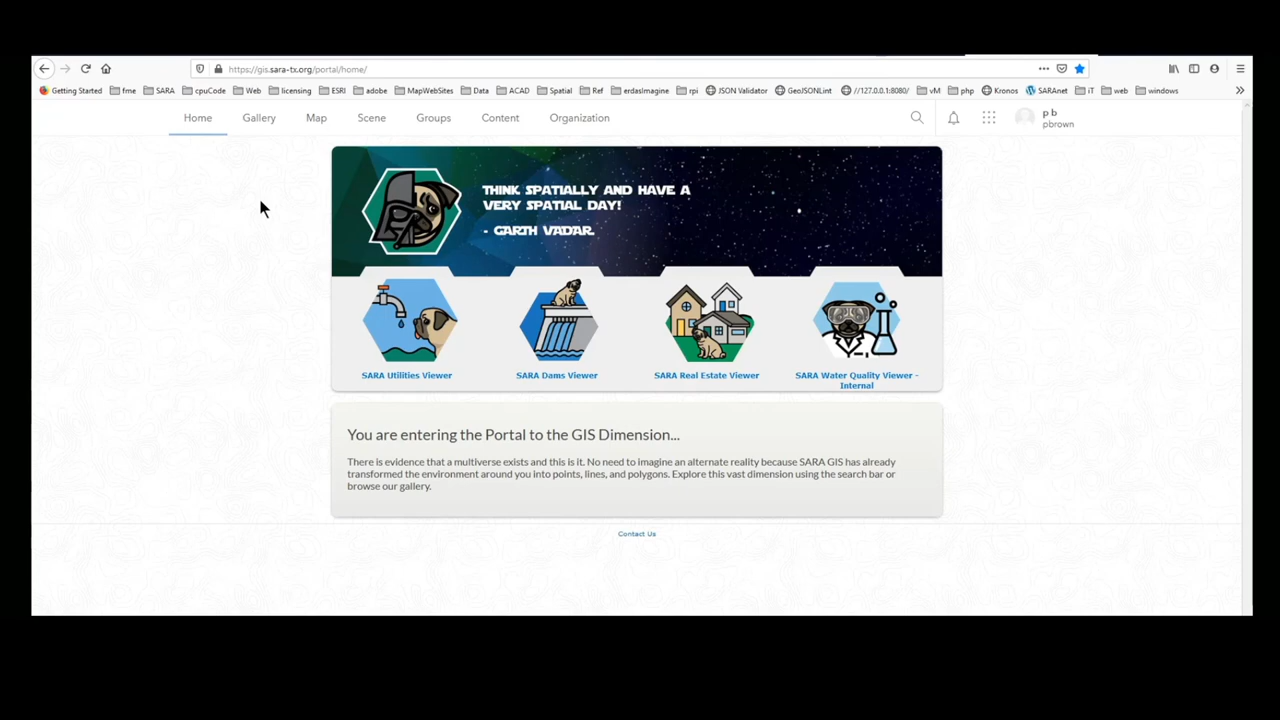 https://gis.sara-tx.org/portal/home/
Getting Started fme SARA cpuCode Web licensing ESRI adobe MapWebSites Data ACAD Spatial Ref erdasImagine rpi JSON Validator GeoJSONLint //127.0.0.1:8080/ vM php Kronos SARAnet iT web windows
Home Gallery Map Scene Groups Content Organization p b
pbrown
THINK SPATIALLY AND HAVE A
VERY SPATIAL DAY!
- GARTH VADAR
SARA Utilities Viewer SARA Dams Viewer SARA Real Estate Viewer SARA Water Quality Viewer -
Internal
You are entering the Portal to the GIS Dimension...
There is evidence that a multiverse exists and this is it. No need to imagine an alternate reality because SARA GIS has already
transformed the environment around you into points, lines, and polygons. Explore this vast dimension using the search bar or
browse our gallery.
Contact Us